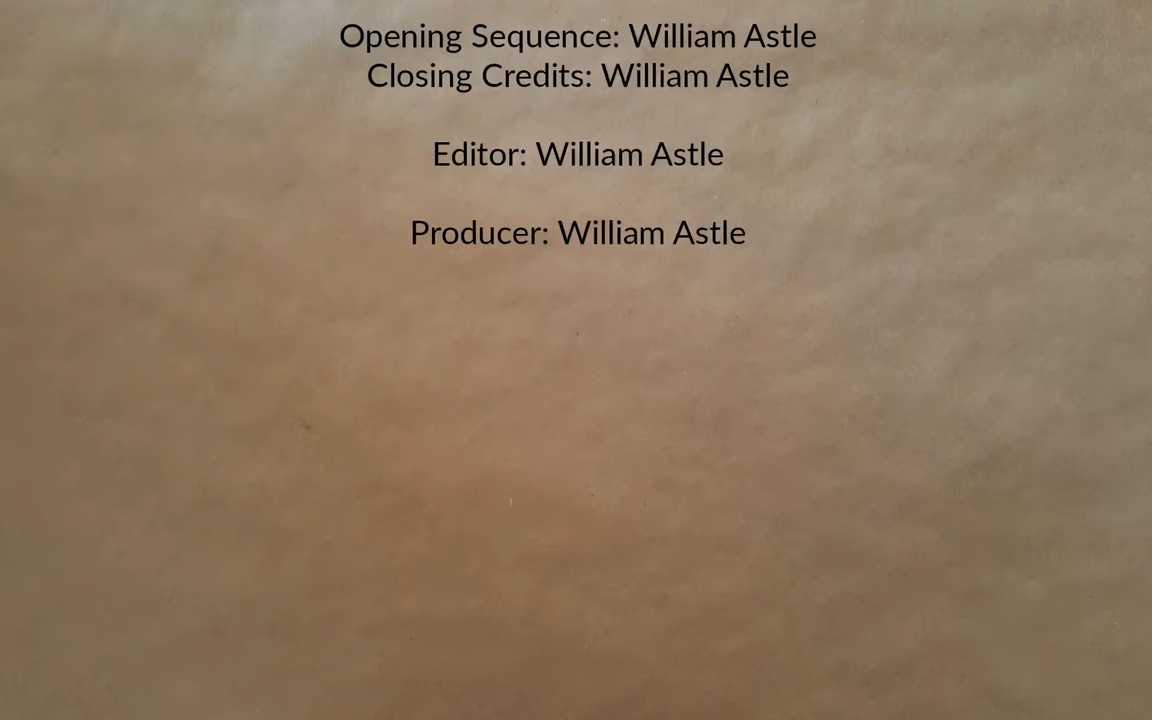 Opening Sequence: William Astle
Closing Credits: William Astle
Editor: William Astle
Producer: William Astle